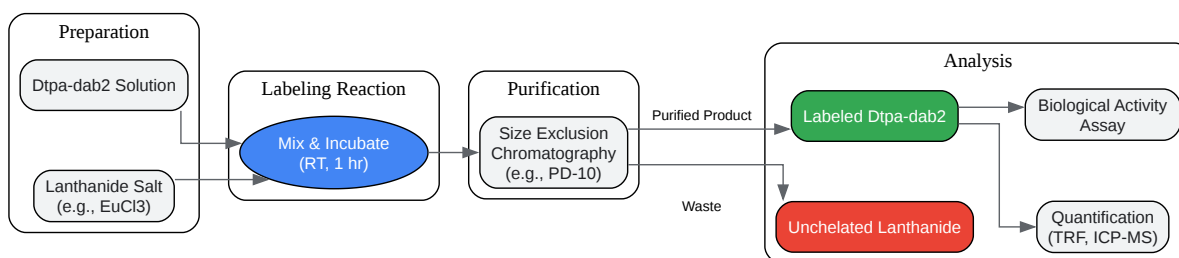 Preparation
Dtpa-dab2 Solution
Lanthanide Salt
(e.g., EuCl3)
Labeling Reaction
Mix & Incubate
(RT, 1 hr)
Purification
Size Exclusion
Chromatography
(e.g., PD-10)
Purified Product
Waste
Analysis
Labeled Dtpa-dab2
Unchelated Lanthanide
Biological Activity
Assay
Quantification
(TRF, ICP-MS)